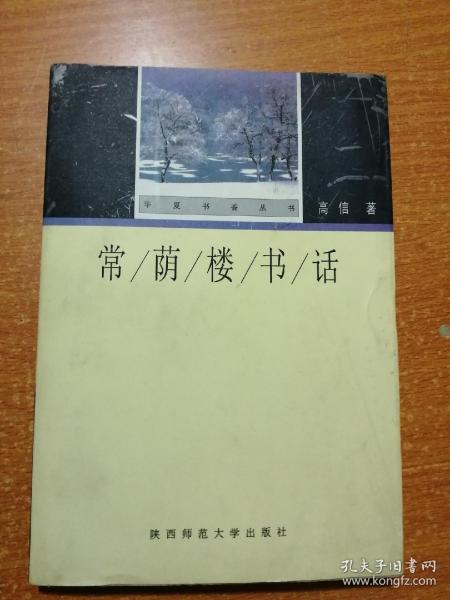 华夏书香丛书
高信 著
常/荫/楼/书/话
陕西师范大学出版社
孔夫子旧书网
www.kongfz.com